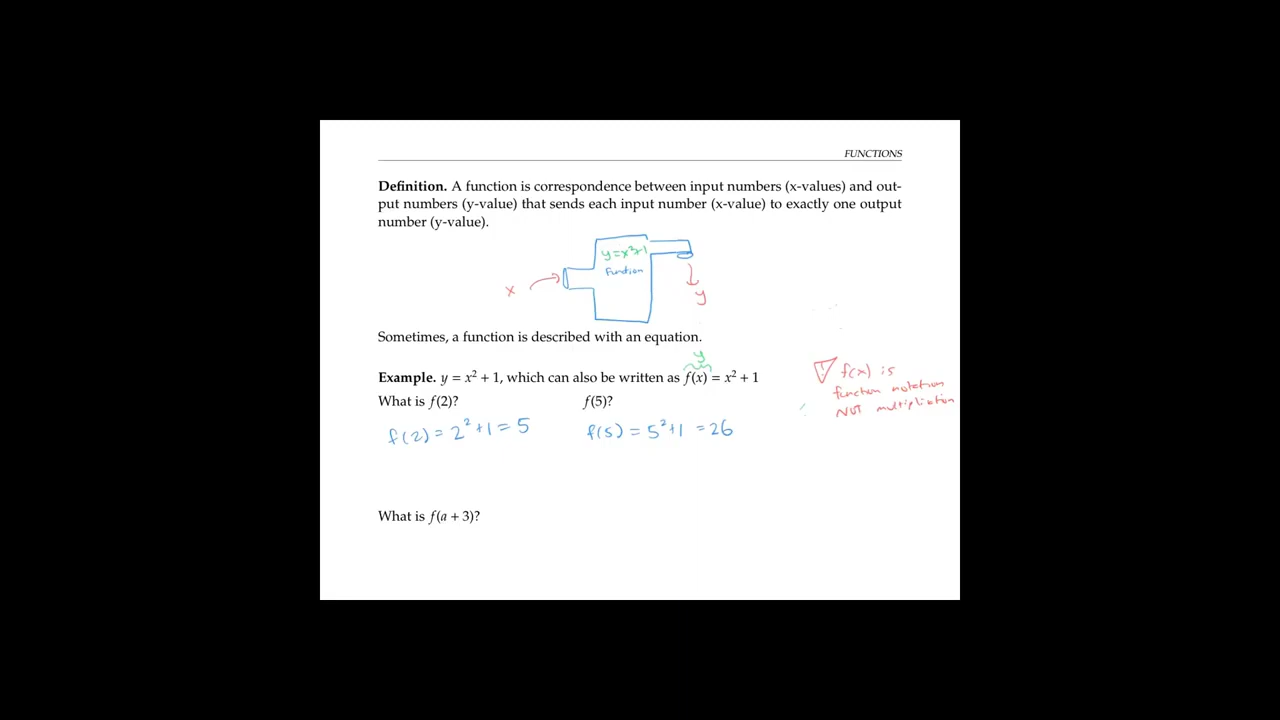 FUNCTIONS
Definition. A function is correspondence between input numbers (x-values) and out-
put numbers (y-value) that sends each input number (x-value) to exactly one output
number (y-value).
y=x²+1
function
x
y
Sometimes, a function is described with an equation.
y
Example. y = x² + 1, which can also be written as f(x) = x² + 1
! f(x) is
function notation
NOT multipliation
What is f(2)? f(5)?
f(2) = 2² + 1 = 5 f(5) = 5² + 1 = 26
What is f(a + 3)?